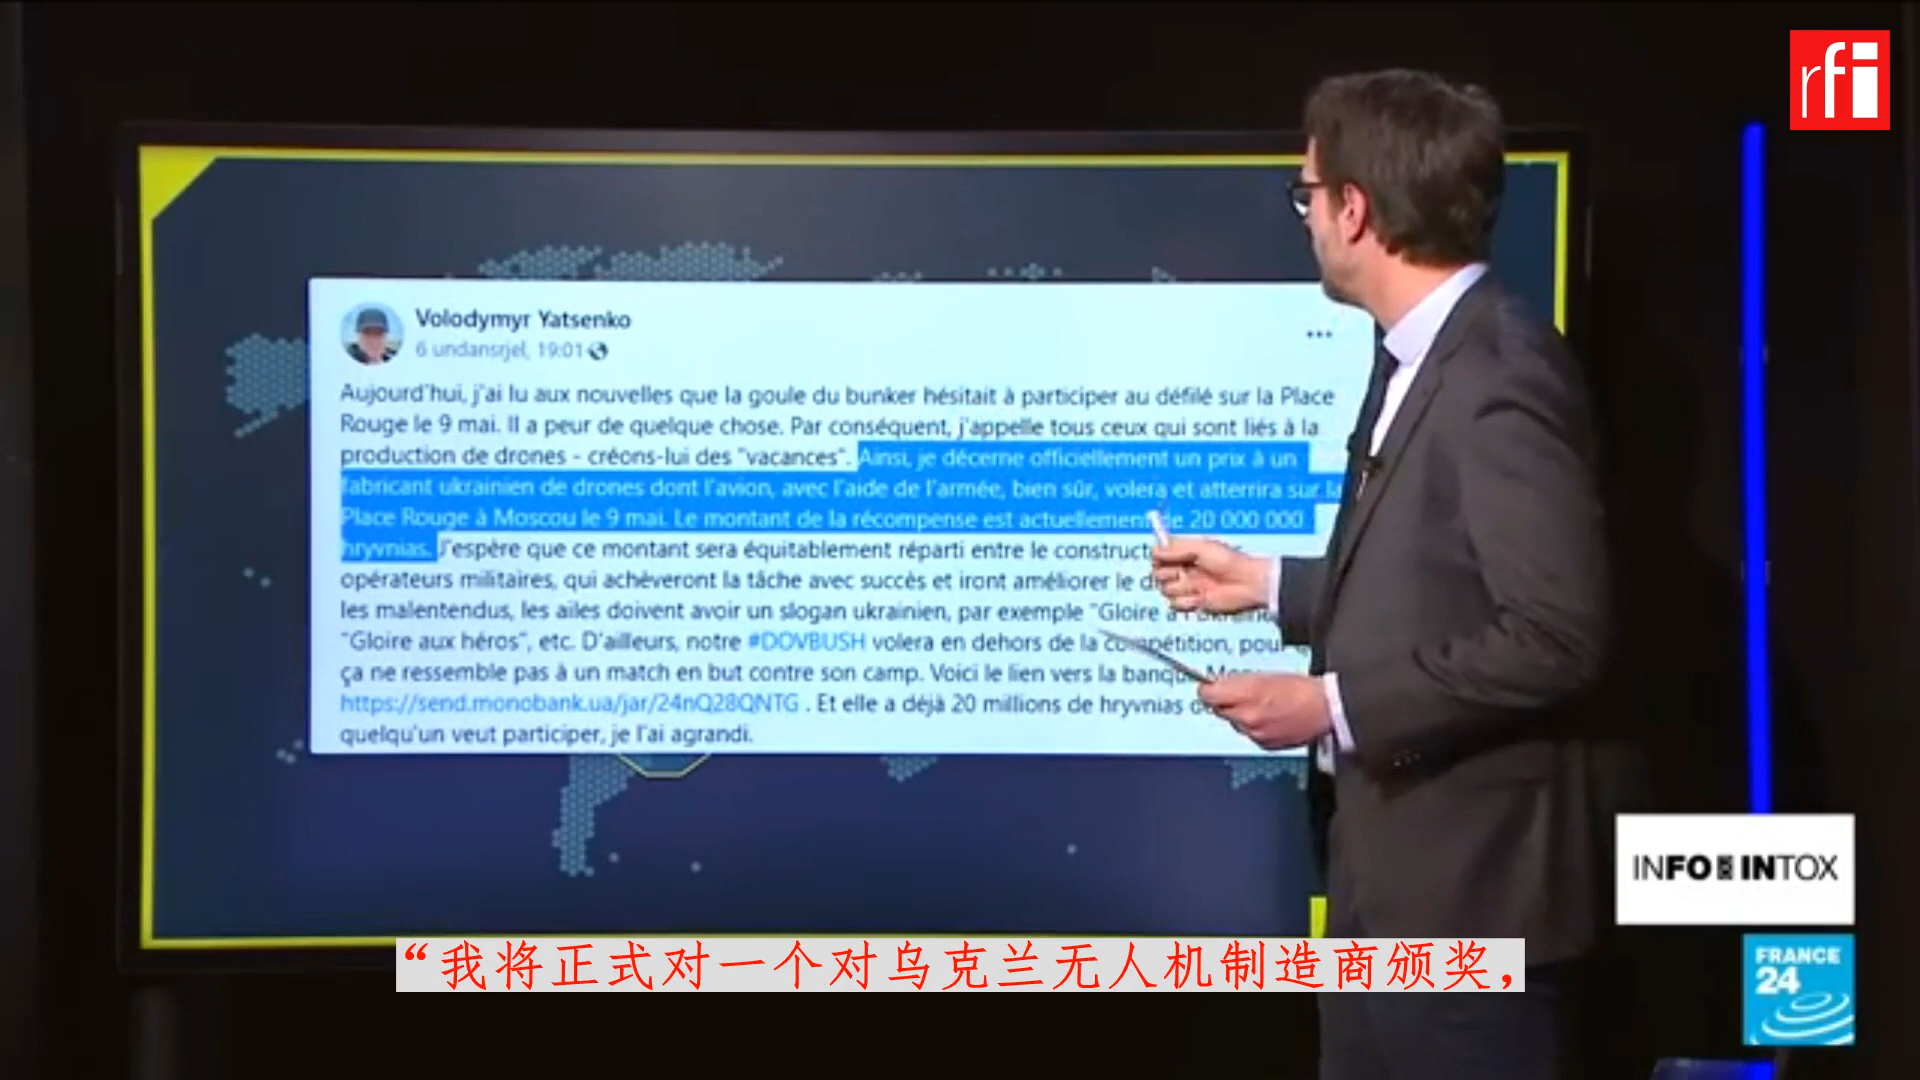 rfi
Volodymyr Yatsenko
6 undansrjel, 19:01
Aujourd'hui, j'ai lu aux nouvelles que la goule du bunker hésitait à participer au défilé sur la Place
Rouge le 9 mai. Il a peur de quelque chose. Par conséquent, j'appelle tous ceux qui sont liés à la
production de drones - créons-lui des "vacances". Ainsi, je décerne officiellement un prix à un
fabricant ukrainien de drones dont l'avion, avec l'aide de l'armée, bien sûr, volera et atterrira sur la
Place Rouge à Moscou le 9 mai. Le montant de la récompense est actuellement de 20 000 000
hryvnias. J'espère que ce montant sera équitablement réparti entre le
opérateurs militaires, qui achèveront la tâche avec succès et iront améliorer le
les malentendus, les ailes doivent avoir un slogan ukrainien, par exemple "Gloire à
"Gloire aux héros", etc. D'ailleurs, notre #DOVBUSH volera en dehors de la compétition, pour
ça ne ressemble pas à un match en but contre son camp. Voici le lien vers la banque
https://send.monobank.ua/jar/24nQ28QNTG . Et elle a déjà 20 millions de hryvnias
quelqu'un veut participer, je l'ai agrandi.
INFO INTOX
“我将正式对一个对乌克兰无人机制造商颁奖，
FRANCE
24